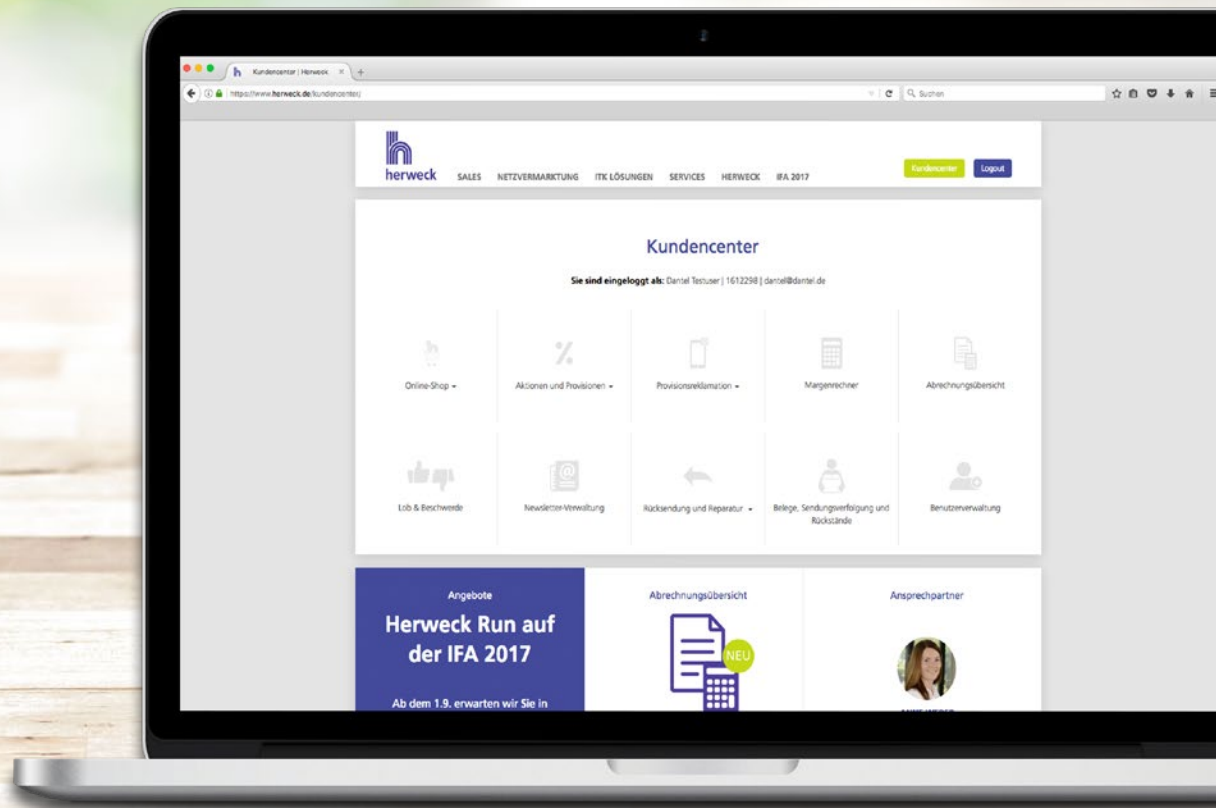 Kundencenter | Herweck
https://www.herweck.de/kundencenter/
Suchen
herweck
SALES NETZVERMARKTUNG ITK LÖSUNGEN SERVICES HERWECK IFA 2017
Kundencenter Logout
Kundencenter
Sie sind eingeloggt als: Dantel Testuser | 1612298 | dantel@dantel.de
Online-Shop Aktionen und Provisionen Provisionsreklamation Margenrechner Abrechnungsübersicht
Lob & Beschwerde Newsletter-Verwaltung Rücksendung und Reparatur Belege, Sendungsverfolgung und Rückstände Benutzerverwaltung
Angebote
Herweck Run auf
der IFA 2017
Ab dem 1.9. erwarten wir Sie in
Abrechnungsübersicht
NEU
Ansprechpartner